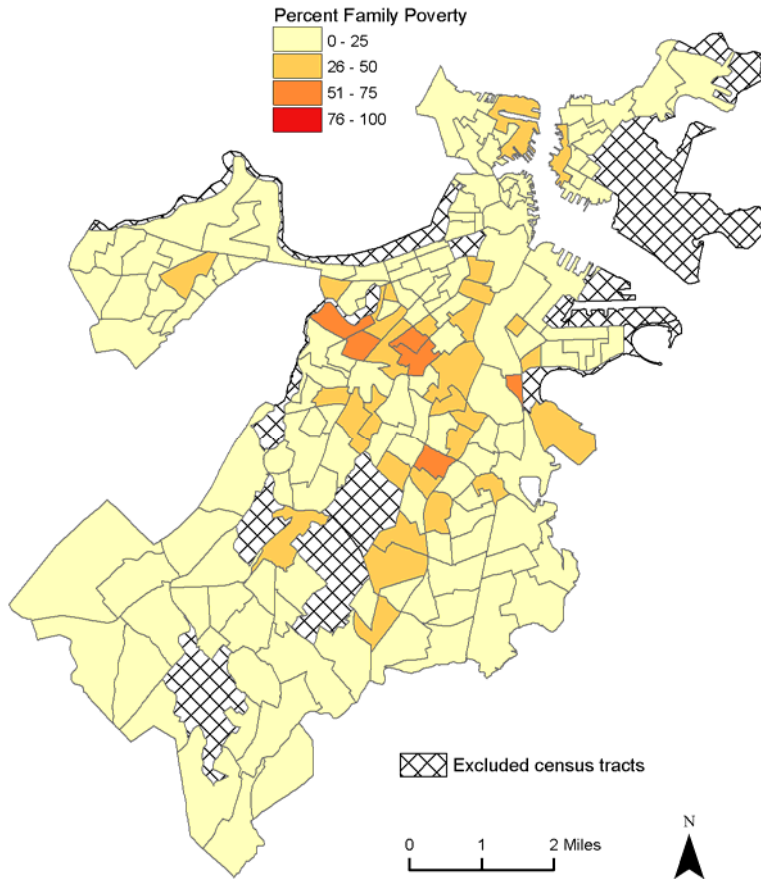 Percent Family Poverty
0 - 25
26 - 50
51 - 75
76 - 100
Excluded census tracts
N
0 1 2 Miles